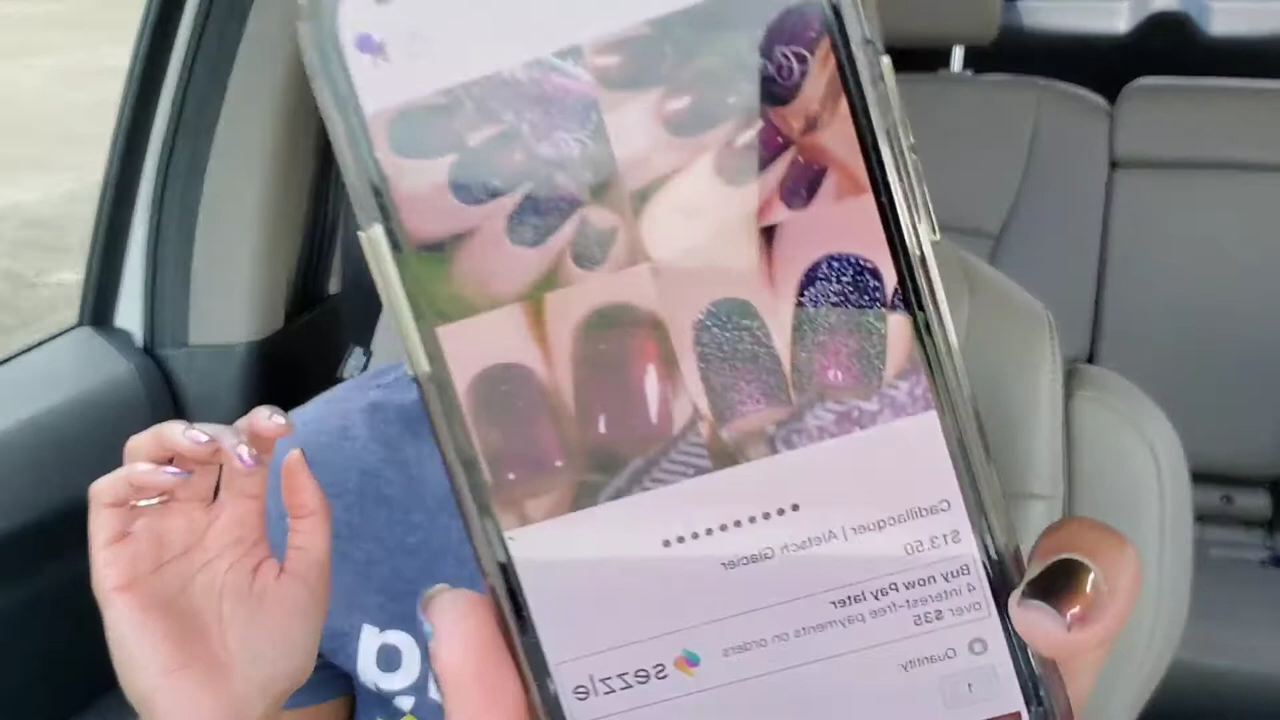 Cadillacquer | Aletsch Glacier
$13.50
Buy now Pay later
4 interest-free payments on orders
over $35
sezzle
Quantity
1